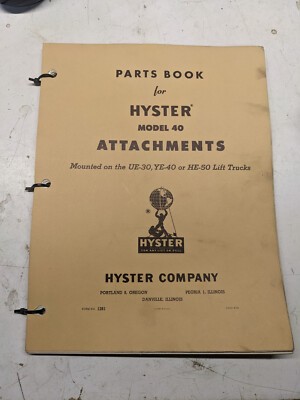 PARTS BOOK
for
HYSTER
MODEL 40
ATTACHMENTS
Mounted on the UE-30, YE-40 or HE-50 Lift Trucks
HYSTER
HYSTER COMPANY
PORTLAND 8, OREGON PEORIA 1, ILLINOIS
DANVILLE, ILLINOIS